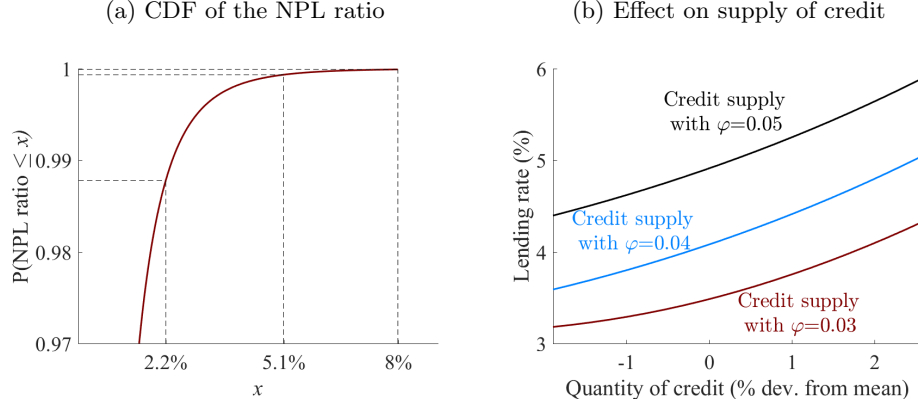 (a) CDF of the NPL ratio
1
0.99
0.98
0.97
P(NPL ratio ≤ x)
2.2%
5.1%
8%
x
(b) Effect on supply of credit
6
5
4
3
Lending rate (%)
Credit supply
with φ=0.05
Credit supply
with φ=0.04
Credit supply
with φ=0.03
-1
0
1
2
Quantity of credit (% dev. from mean)